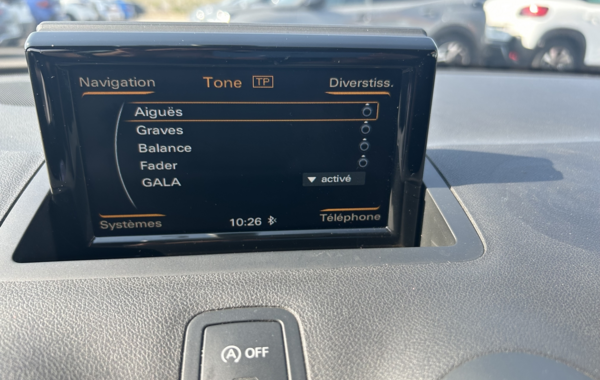 Navigation Tone TP Diverstiss.
Aiguës
Graves
Balance
Fader
GALA activé
Systèmes 10:26 Téléphone
A OFF